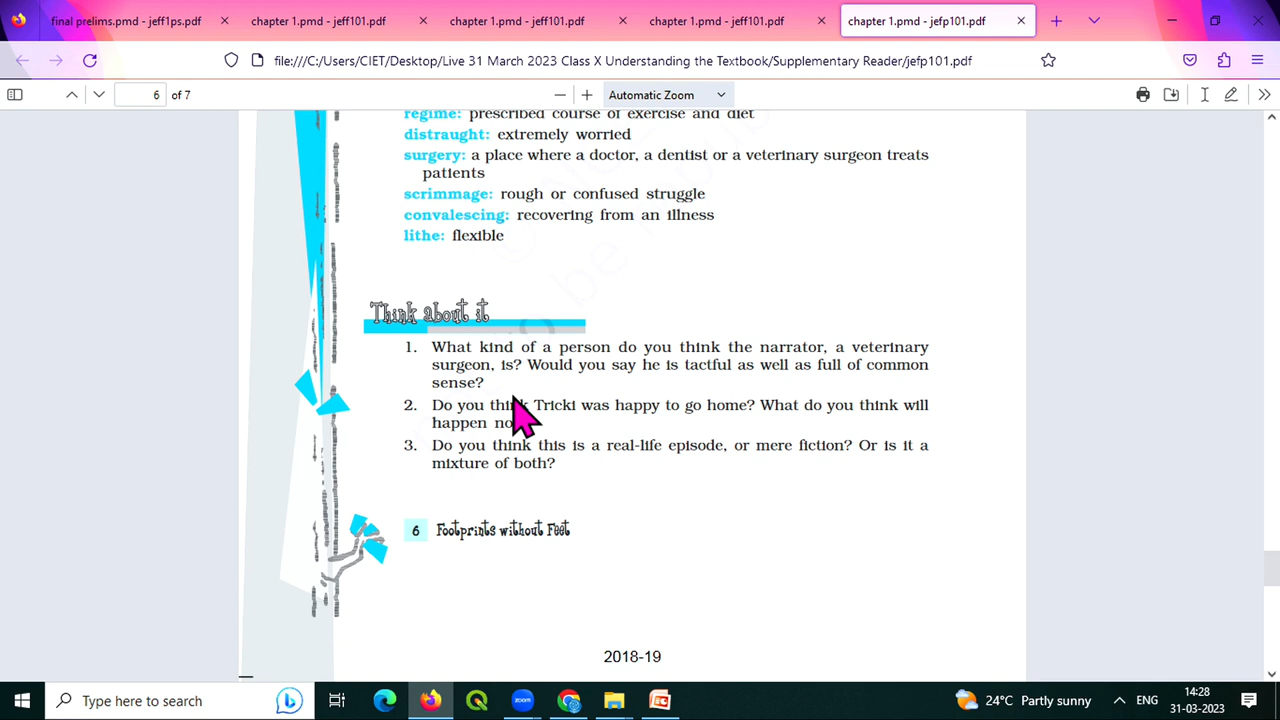 final prelims.pmd - jeff1ps.pdf
chapter 1.pmd - jeff101.pdf
chapter 1.pmd - jeff101.pdf
chapter 1.pmd - jeff101.pdf
chapter 1.pmd - jefp101.pdf
file:///C:/Users/CIET/Desktop/Live 31 March 2023 Class X Understanding the Textbook/Supplementary Reader/jefp101.pdf
6 of 7
Automatic Zoom
regime: prescribed course of exercise and diet
distraught: extremely worried
surgery: a place where a doctor, a dentist or a veterinary surgeon treats
patients
scrimmage: rough or confused struggle
convalescing: recovering from an illness
lithe: flexible
Think about it
1. What kind of a person do you think the narrator, a veterinary
surgeon, is? Would you say he is tactful as well as full of common
sense?
2. Do you think Tricki was happy to go home? What do you think will
happen
3. Do you think this is a real-life episode, or mere fiction? Or is it a
mixture of both?
6 Footprints without Feet
2018-19
Type here to search
zoom
24°C Partly sunny
ENG
14:28
31-03-2023